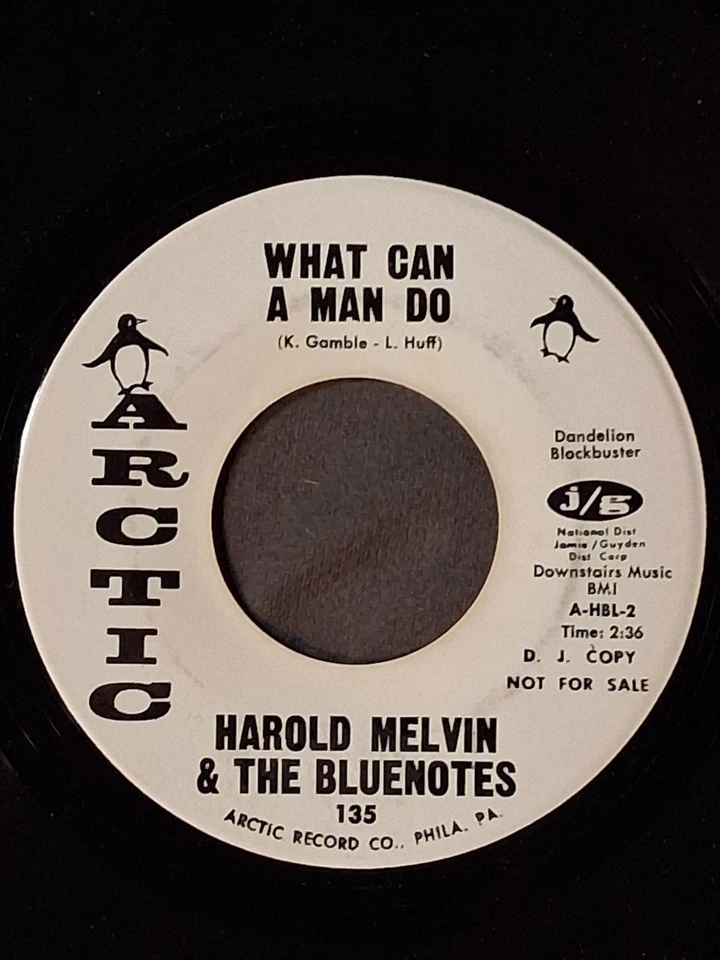 WHAT CAN
A MAN DO
(K. Gamble - L. Huff)
ARCTIC
Dandelion
Blockbuster
j/g
National Dist
Jamie/Guyden
Dist Corp
Downstairs Music
BMI
A-HBL-2
Time: 2:36
D. J. COPY
NOT FOR SALE
HAROLD MELVIN
& THE BLUENOTES
135
ARCTIC RECORD CO., PHILA. PA.